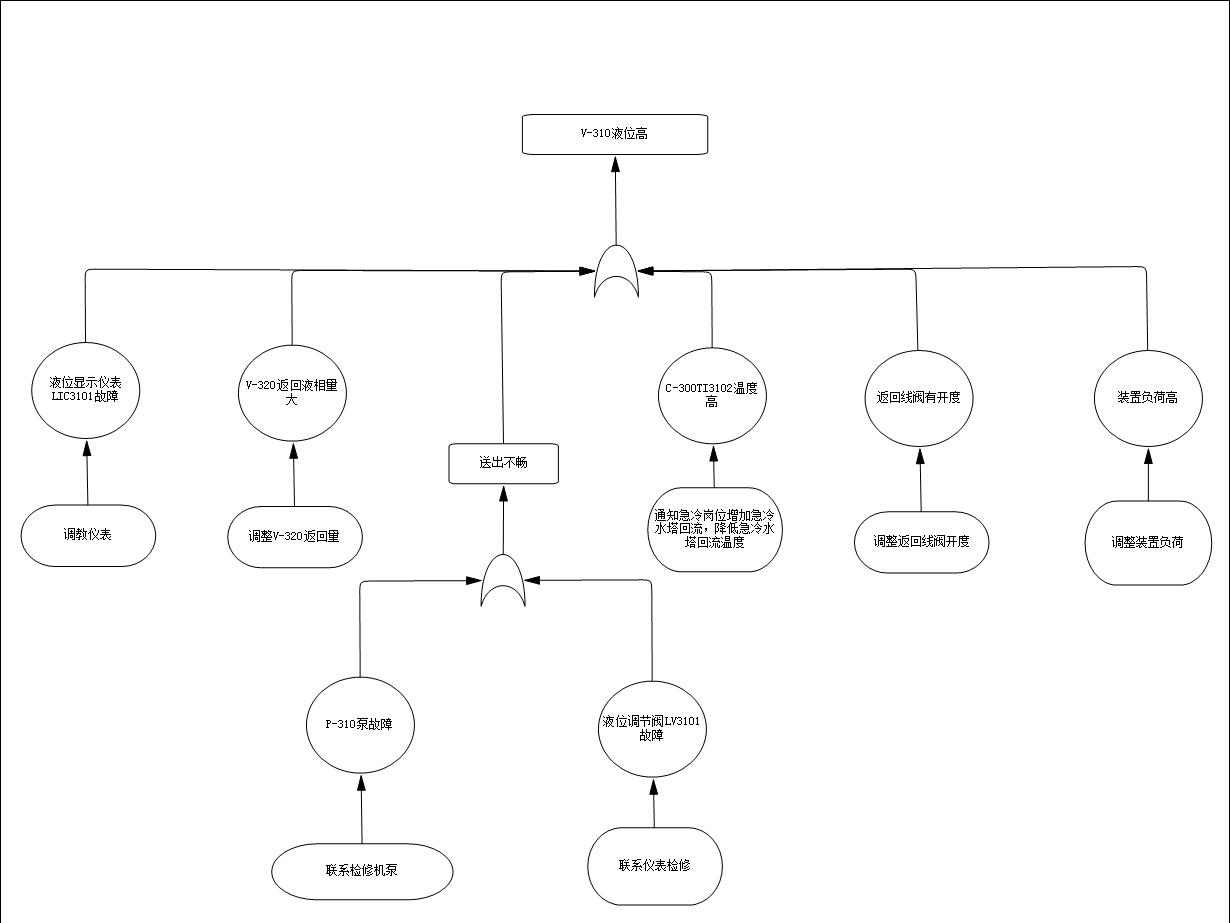 V-310液位高
液位显示仪表
LIC3101故障
V-320返回液相量
大
C-300TI3102温度
高
返回线阀有开度
装置负荷高
送出不畅
调教仪表
调整V-320返回量
通知急冷岗位增加急冷
水塔回流，降低急冷水
塔回流温度
调整返回线阀开度
调整装置负荷
P-310泵故障
液位调节阀LV3101
故障
联系检修机泵
联系仪表检修